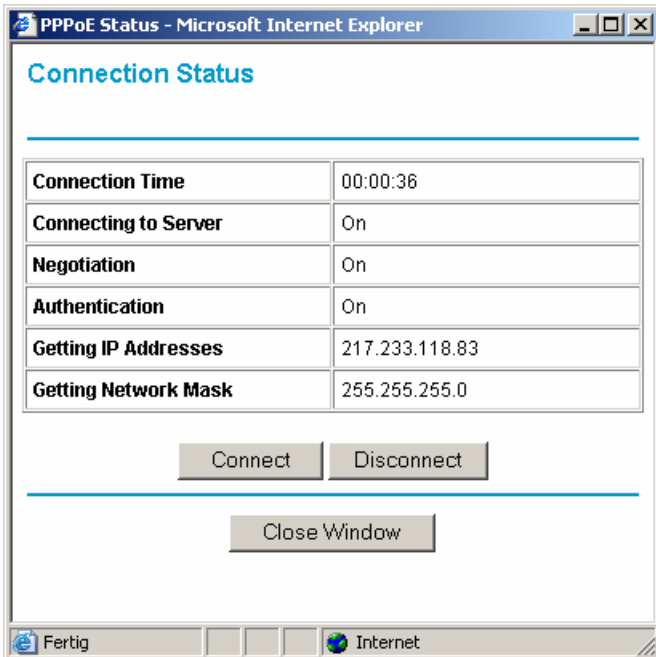 PPPoE Status - Microsoft Internet Explorer
Connection Status
Connection Time 00:00:36
Connecting to Server On
Negotiation On
Authentication On
Getting IP Addresses 217.233.118.83
Getting Network Mask 255.255.255.0
Connect Disconnect
Close Window
Fertig Internet